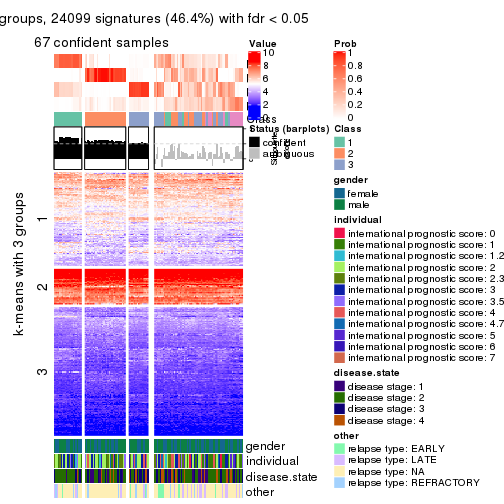 groups, 24099 signatures (46.4%) with fdr < 0.05
67 confident samples
k-means with 3 groups
1
2
3
Value
10
8
6
4
2
0
Class
Status (barplots)
confident
ambiguous
gender
individual
disease.state
other
Prob
1
0.8
0.6
0.4
0.2
0
Class
1
2
3
gender
female
male
individual
international prognostic score: 0
international prognostic score: 1
international prognostic score: 1.2
international prognostic score: 2
international prognostic score: 2.3
international prognostic score: 3
international prognostic score: 3.5
international prognostic score: 4
international prognostic score: 4.7
international prognostic score: 5
international prognostic score: 6
international prognostic score: 7
disease.state
disease stage: 1
disease stage: 2
disease stage: 3
disease stage: 4
other
relapse type: EARLY
relapse type: LATE
relapse type: NA
relapse type: REFRACTORY